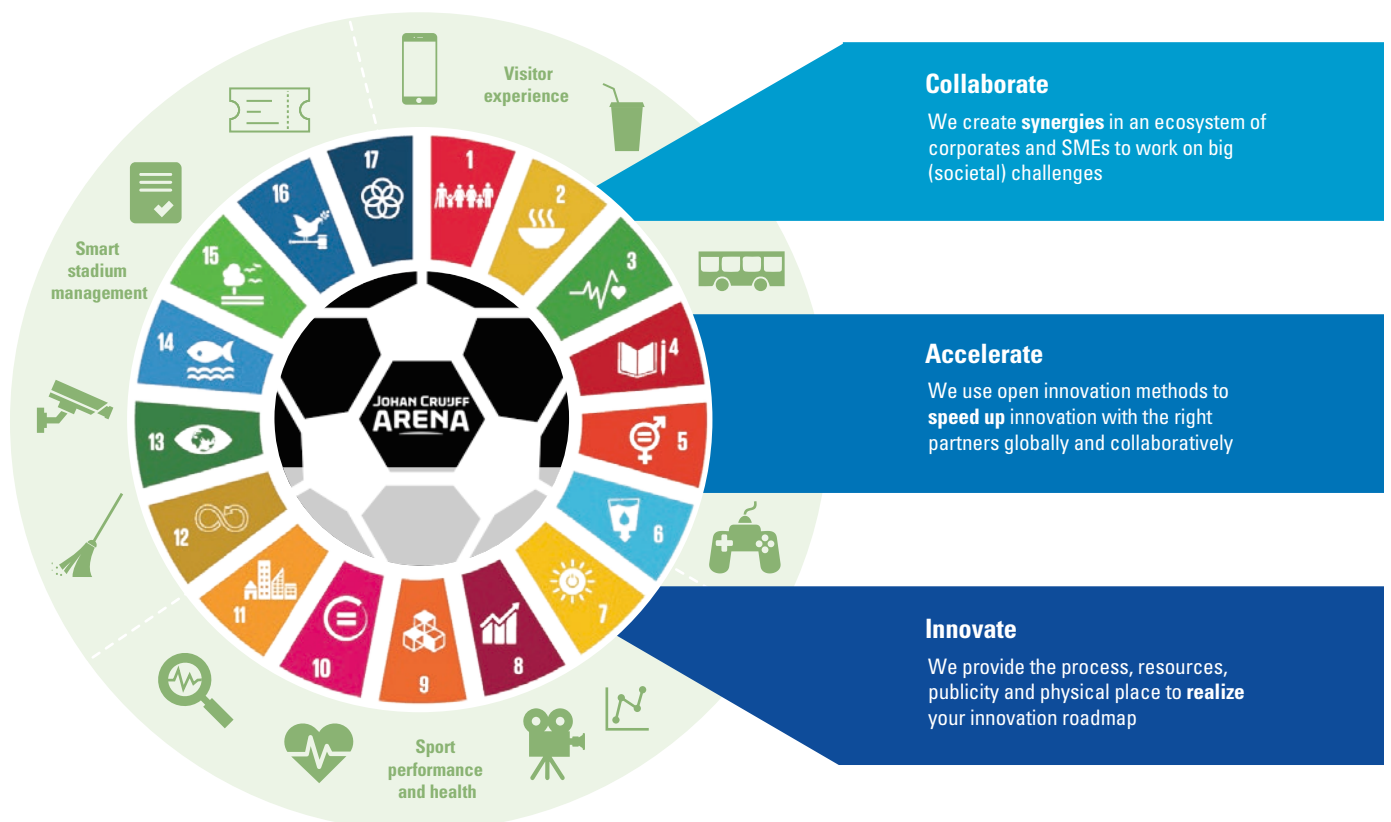 Visitor
experience
Smart
stadium
management
Sport
performance
and health
1
2
3
4
5
6
7
8
9
10
11
12
13
14
15
16
17
JOHAN CRUIJFF
ARENA
Collaborate
We create synergies in an ecosystem of
corporates and SMEs to work on big
(societal) challenges
Accelerate
We use open innovation methods to
speed up innovation with the right
partners globally and collaboratively
Innovate
We provide the process, resources,
publicity and physical place to realize
your innovation roadmap